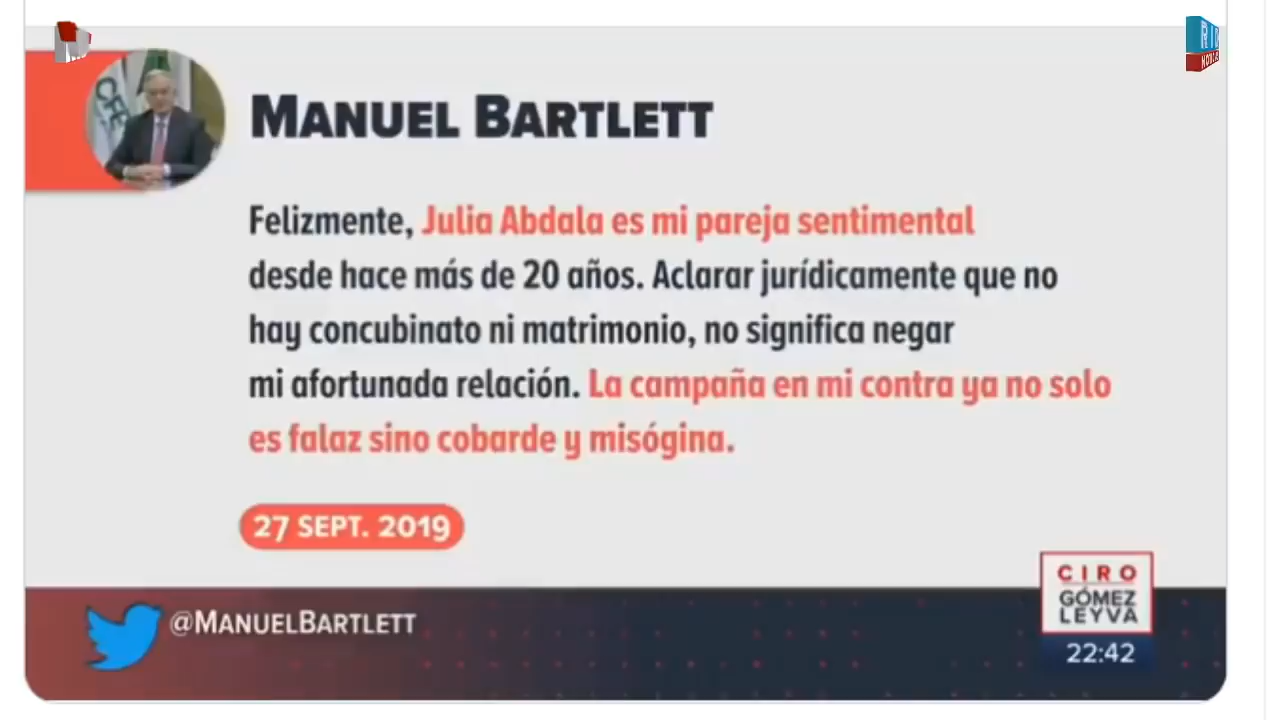 MANUEL BARTLETT
Felizmente, Julia Abdala es mi pareja sentimental
desde hace más de 20 años. Aclarar jurídicamente que no
hay concubinato ni matrimonio, no significa negar
mi afortunada relación. La campaña en mi contra ya no solo
es falaz sino cobarde y misógina.
27 SEPT. 2019
@MANUELBARTLETT
CIRO
GÓMEZ
LEYVA
22:42
CFE